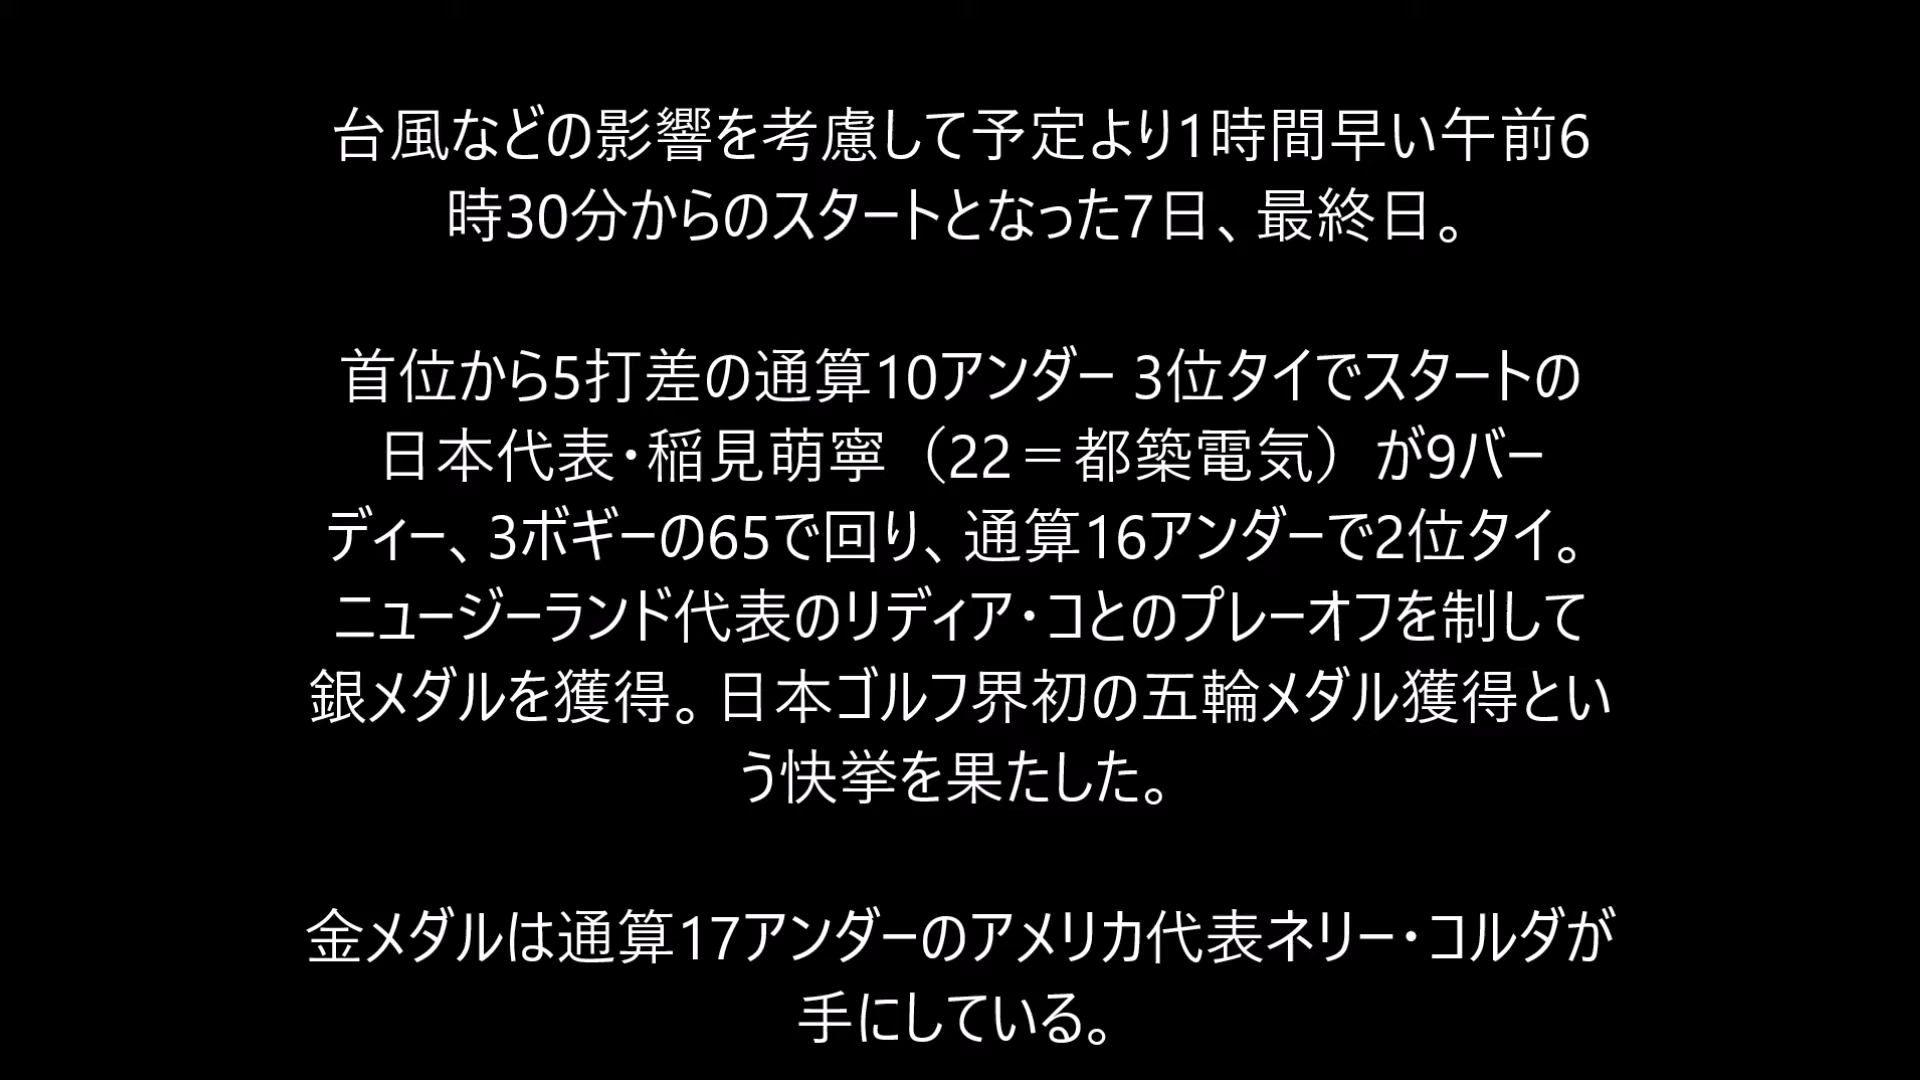 台風などの影響を考慮して予定より1時間早い午前6
時30分からのスタートとなった7日、最終日。
首位から5打差の通算10アンダー 3位タイでスタートの
日本代表・稲見萌寧（22＝都築電気）が9バー
ディー、3ボギーの65で回り、通算16アンダーで2位タイ。
ニュージーランド代表のリディア・コとのプレーオフを制して
銀メダルを獲得。日本ゴルフ界初の五輪メダル獲得とい
う快挙を果たした。
金メダルは通算17アンダーのアメリカ代表ネリー・コルダが
手にしている。